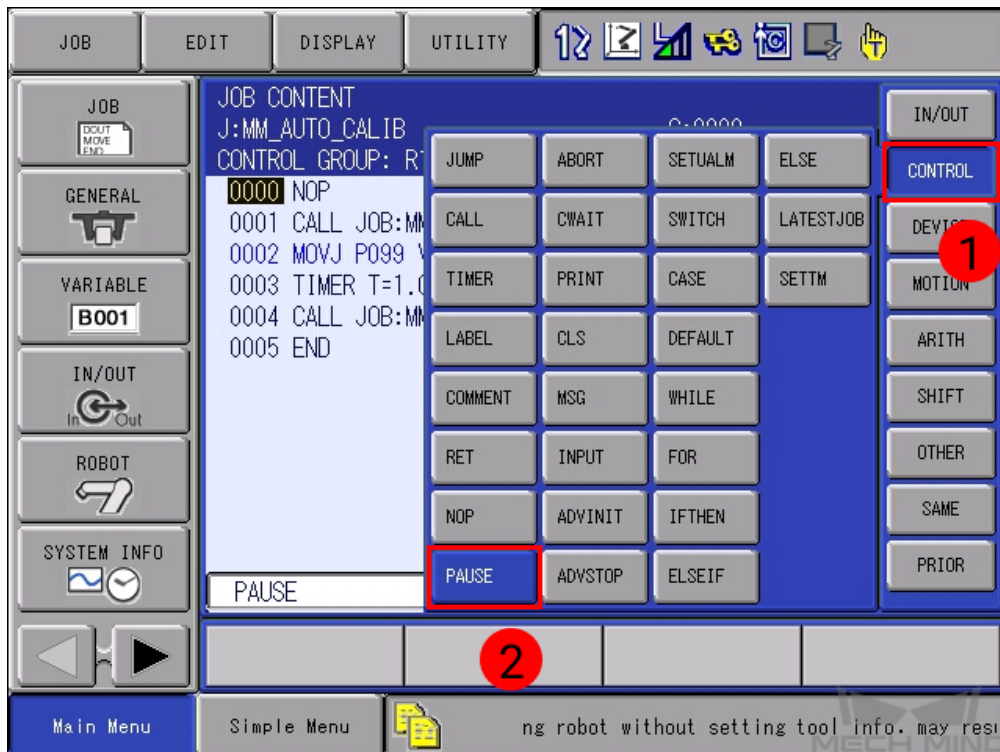 JOB EDIT DISPLAY UTILITY
JOB
DOUT
MOVE
END
GENERAL
VARIABLE
B001
IN/OUT
In Out
ROBOT
SYSTEM INFO
JOB CONTENT
J:MM_AUTO_CALIB
CONTROL GROUP: R
0000 NOP
0001 CALL JOB:MM
0002 MOVJ P099
0003 TIMER T=1.0
0004 CALL JOB:MM
0005 END
PAUSE
JUMP ABORT SETUALM ELSE
CALL CWAIT SWITCH LATESTJOB
TIMER PRINT CASE SETTM
LABEL CLS DEFAULT
COMMENT MSG WHILE
RET INPUT FOR
NOP ADVINIT IFTHEN
PAUSE ADVSTOP ELSEIF
IN/OUT
CONTROL
1
MOTION
ARITH
SHIFT
OTHER
SAME
PRIOR
2
Main Menu Simple Menu ng robot without setting tool info. may resu
MECH MIND